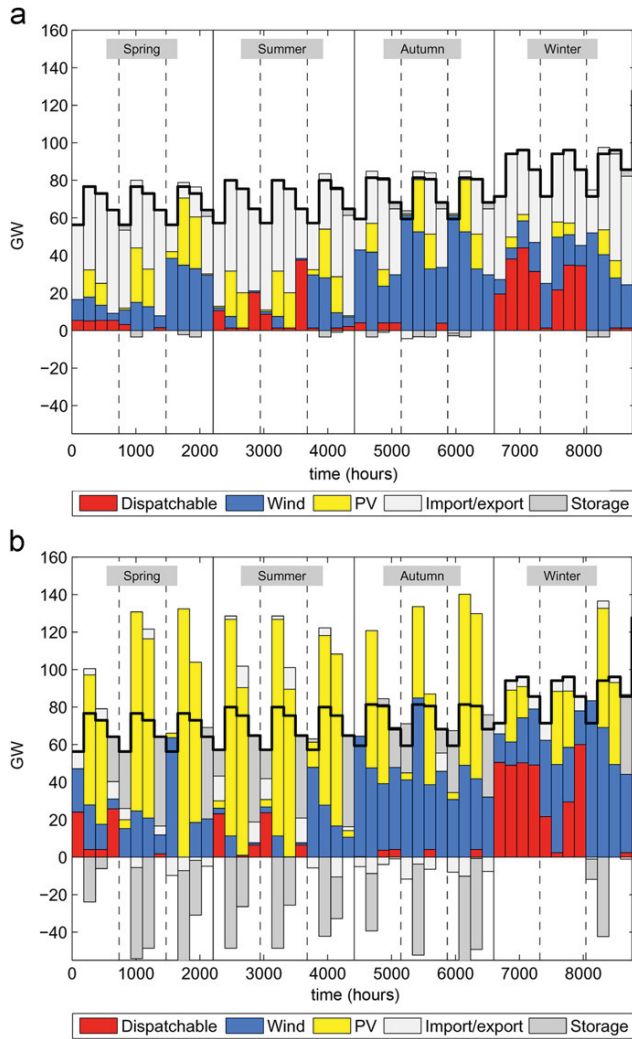 a
160
140
120
100
80
60
40
20
0
−20
−40
GW
Spring
Summer
Autumn
Winter
0 1000 2000 3000 4000 5000 6000 7000 8000
time (hours)
Dispatchable Wind PV Import/export Storage
b
160
140
120
100
80
60
40
20
0
−20
−40
GW
Spring
Summer
Autumn
Winter
0 1000 2000 3000 4000 5000 6000 7000 8000
time (hours)
Dispatchable Wind PV Import/export Storage